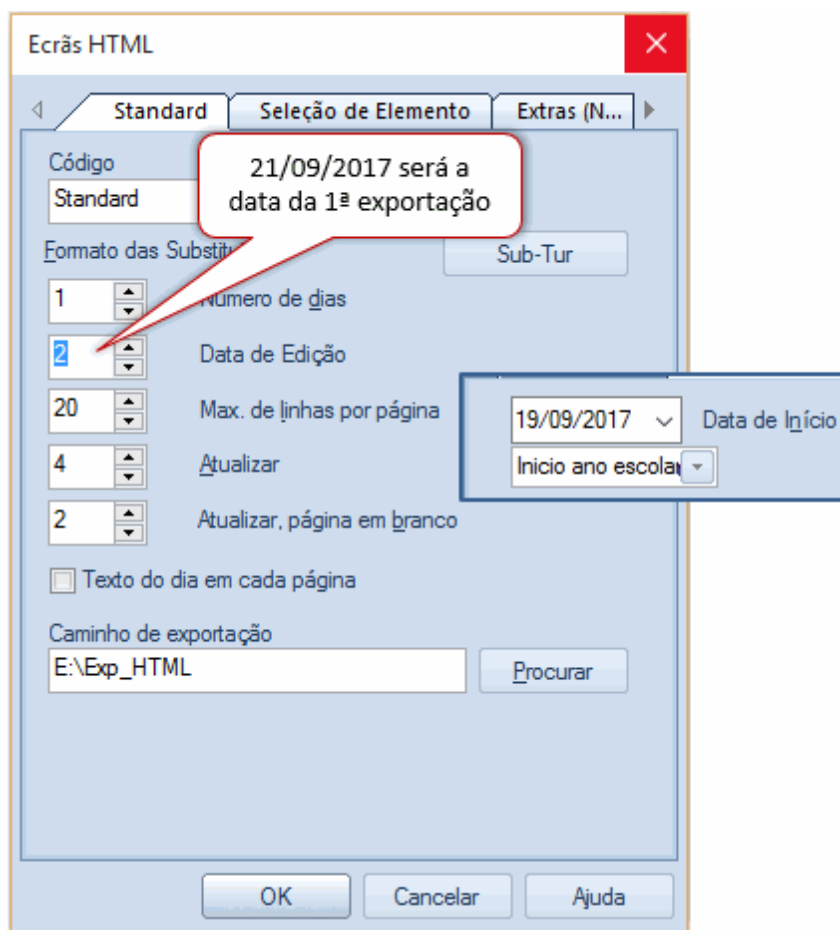 Ecrãs HTML
Standard
Seleção de Elemento
Extras (N...
Código
Standard
21/09/2017 será a
data da 1ª exportação
Formato das Substitu
Sub-Tur
1
Número de dias
2
Data de Edição
20
Max. de linhas por página
19/09/2017
Data de Início
Inicio ano escolar
4
Atualizar
2
Atualizar, página em branco
Texto do dia em cada página
Caminho de exportação
E:\Exp_HTML
Procurar
OK
Cancelar
Ajuda